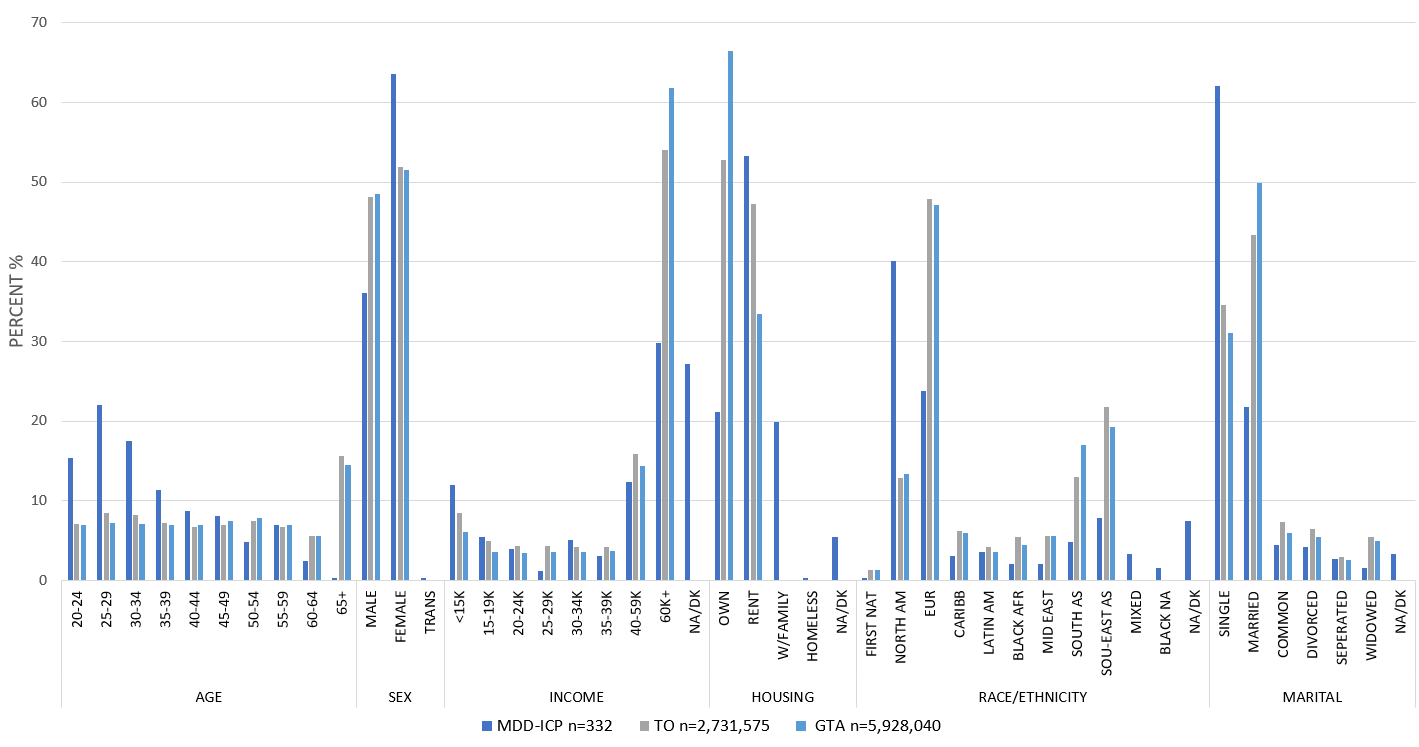 70
60
50
40
30
20
10
0
PERCENT %
20-24
25-29
30-34
35-39
40-44
45-49
50-54
55-59
60-64
65+
MALE
FEMALE
TRANS
<15K
15-19K
20-24K
25-29K
30-34K
35-39K
40-59K
60K+
NA/DK
OWN
RENT
W/FAMILY
HOMELESS
NA/DK
FIRST NAT
NORTH AM
EUR
CARIBB
LATIN AM
BLACK AFR
MID EAST
SOUTH AS
SOU-EAST AS
MIXED
BLACK NA
NA/DK
SINGLE
MARRIED
COMMON
DIVORCED
SEPERATED
WIDOWED
NA/DK
AGE SEX INCOME HOUSING RACE/ETHNICITY MARITAL
MDD-ICP n=332 TO n=2,731,575 GTA n=5,928,040